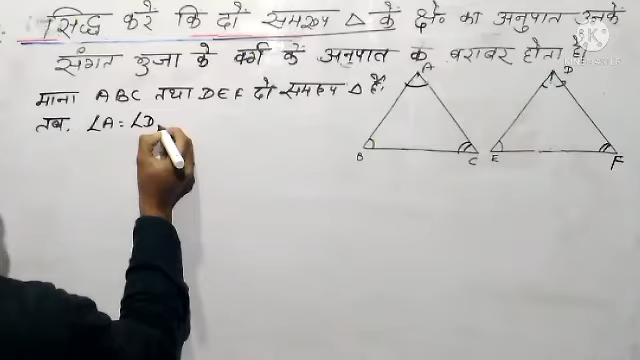 सिद्ध करें कि दो समरूप △ के क्षे० का अनुपात उनके
संगत भुजा के वर्ग के अनुपात के बराबर होता है।
माना ABC तथा DEF दो समरूप △ हैं.
तब. ∠A = ∠D
A
B
C
D
E
F